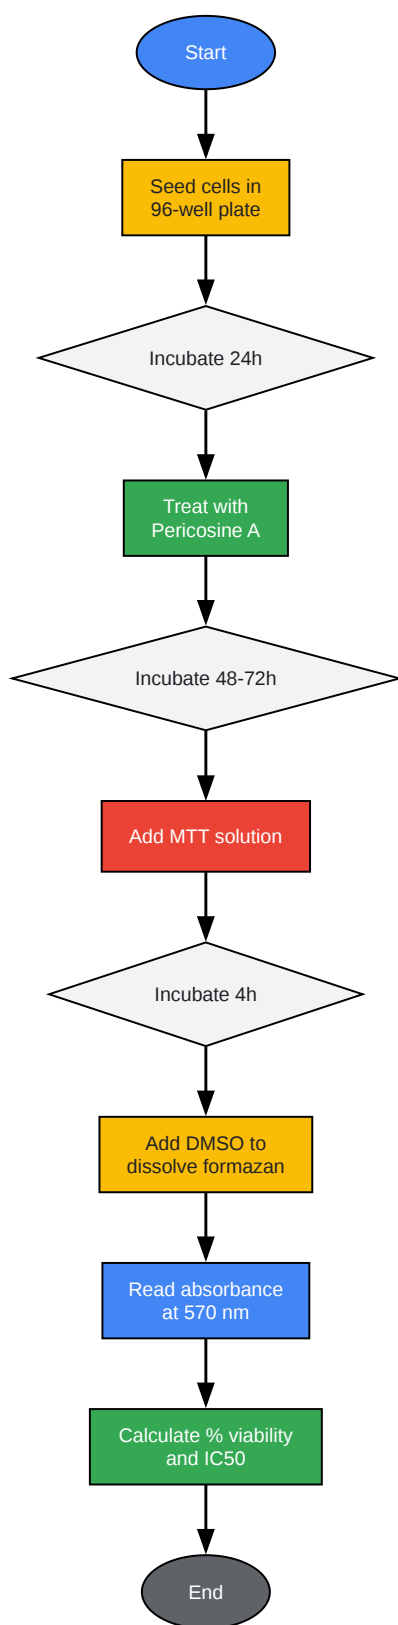 Start
Seed cells in
96-well plate
Incubate 24h
Treat with
Pericosine A
Incubate 48-72h
Add MTT solution
Incubate 4h
Add DMSO to
dissolve formazan
Read absorbance
at 570 nm
Calculate % viability
and IC50
End